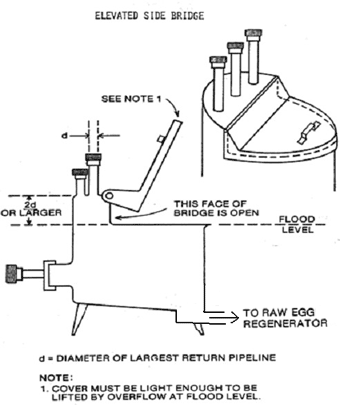 ELEVATED SIDE BRIDGE
SEE NOTE 1
d
2d
OR LARGER
THIS FACE OF
BRIDGE IS OPEN
FLOOD
LEVEL
TO RAW EGG
REGENERATOR
d = DIAMETER OF LARGEST RETURN PIPELINE
NOTE:
1. COVER MUST BE LIGHT ENOUGH TO BE
LIFTED BY OVERFLOW AT FLOOD LEVEL.